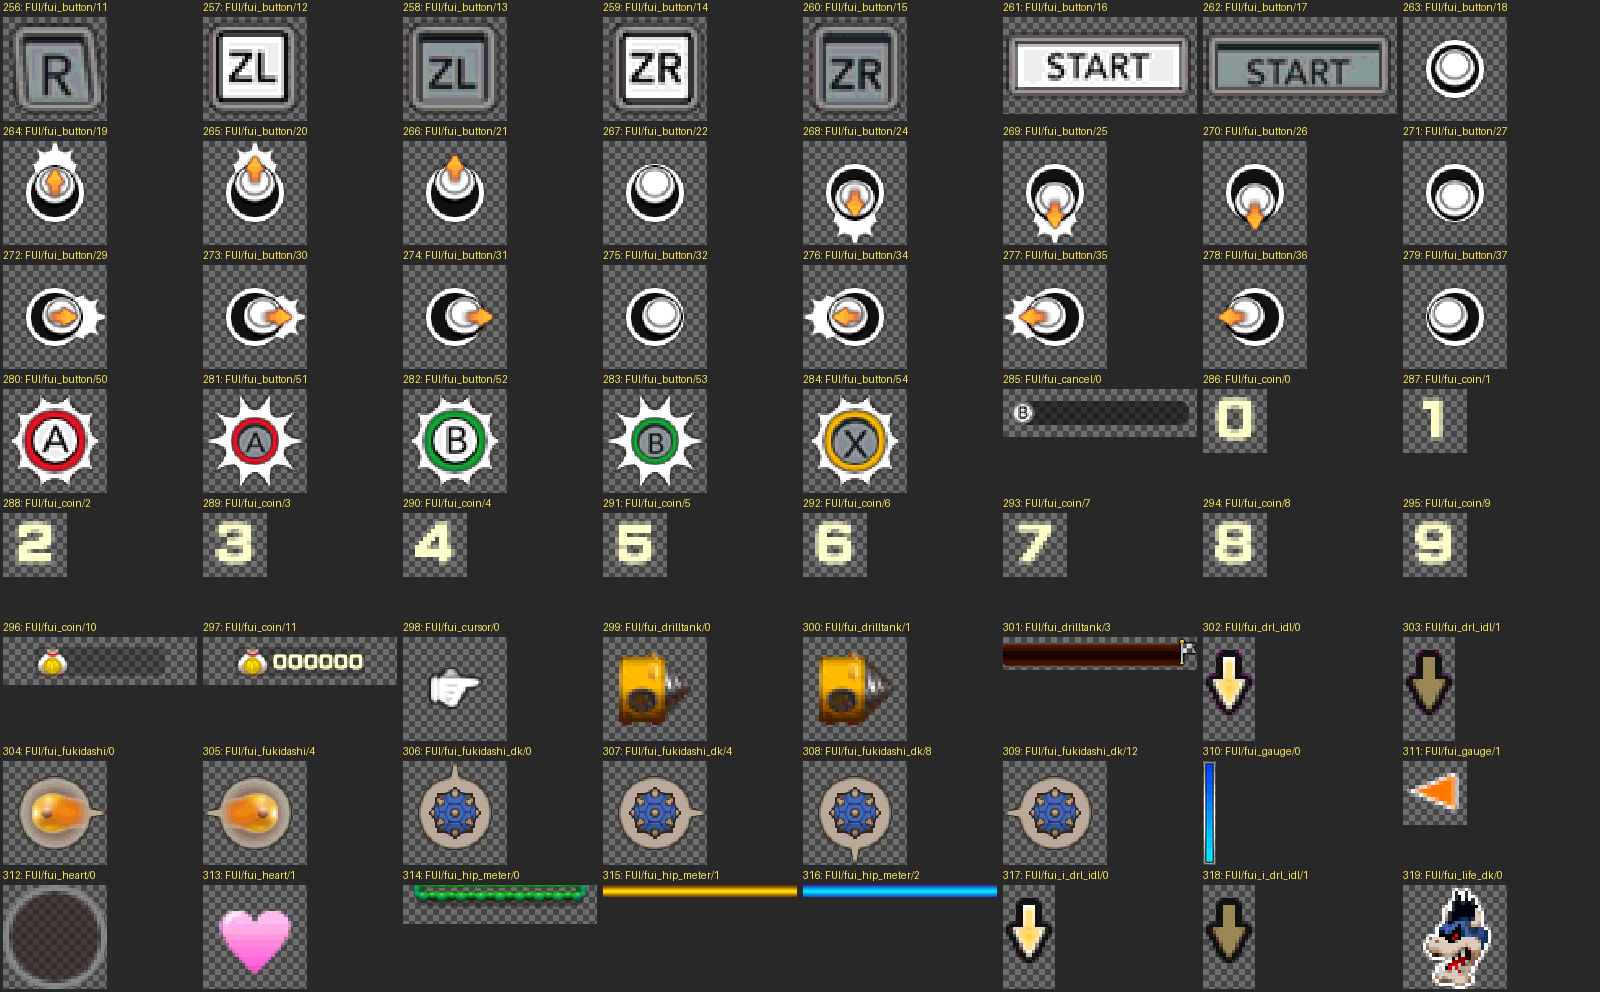 256: FUI/fui_button/11 257: FUI/fui_button/12 258: FUI/fui_button/13 259: FUI/fui_button/14 260: FUI/fui_button/15 261: FUI/fui_button/16 262: FUI/fui_button/17 263: FUI/fui_button/18
R ZL ZL ZR ZR START START
264: FUI/fui_button/19 265: FUI/fui_button/20 266: FUI/fui_button/21 267: FUI/fui_button/22 268: FUI/fui_button/24 269: FUI/fui_button/25 270: FUI/fui_button/26 271: FUI/fui_button/27
272: FUI/fui_button/29 273: FUI/fui_button/30 274: FUI/fui_button/31 275: FUI/fui_button/32 276: FUI/fui_button/34 277: FUI/fui_button/35 278: FUI/fui_button/36 279: FUI/fui_button/37
280: FUI/fui_button/50 281: FUI/fui_button/51 282: FUI/fui_button/52 283: FUI/fui_button/53 284: FUI/fui_button/54 285: FUI/fui_cancel/0 286: FUI/fui_coin/0 287: FUI/fui_coin/1
A A B B X B 0 1
288: FUI/fui_coin/2 289: FUI/fui_coin/3 290: FUI/fui_coin/4 291: FUI/fui_coin/5 292: FUI/fui_coin/6 293: FUI/fui_coin/7 294: FUI/fui_coin/8 295: FUI/fui_coin/9
2 3 4 5 6 7 8 9
296: FUI/fui_coin/10 297: FUI/fui_coin/11 298: FUI/fui_cursor/0 299: FUI/fui_drilltank/0 300: FUI/fui_drilltank/1 301: FUI/fui_drilltank/3 302: FUI/fui_drl_idl/0 303: FUI/fui_drl_idl/1
000000
304: FUI/fui_fukidashi/0 305: FUI/fui_fukidashi/4 306: FUI/fui_fukidashi_dk/0 307: FUI/fui_fukidashi_dk/4 308: FUI/fui_fukidashi_dk/8 309: FUI/fui_fukidashi_dk/12 310: FUI/fui_gauge/0 311: FUI/fui_gauge/1
312: FUI/fui_heart/0 313: FUI/fui_heart/1 314: FUI/fui_hip_meter/0 315: FUI/fui_hip_meter/1 316: FUI/fui_hip_meter/2 317: FUI/fui_i_drl_idl/0 318: FUI/fui_i_drl_idl/1 319: FUI/fui_life_dk/0